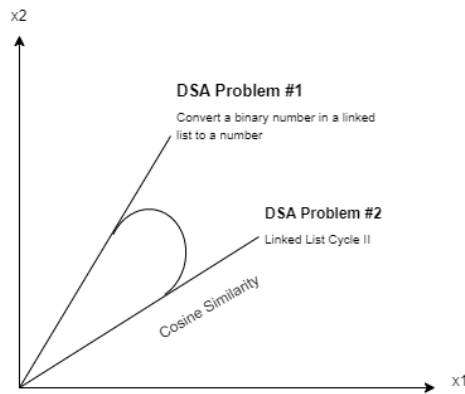 x2
DSA Problem #1
Convert a binary number in a linked
list to a number
DSA Problem #2
Linked List Cycle II
Cosine Similarity
x1